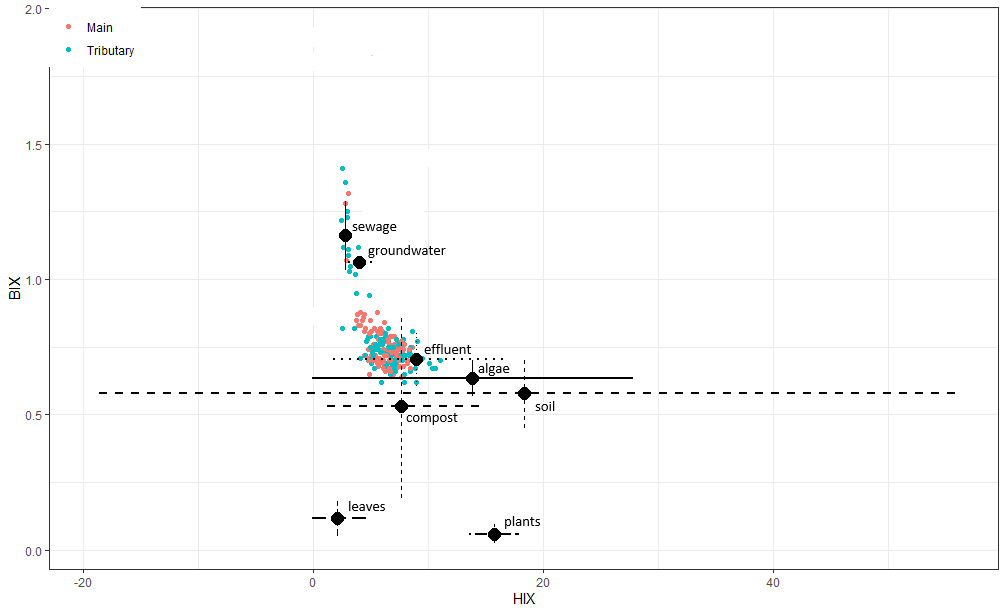 2.0
Main
Tributary
1.5
sewage
groundwater
1.0
BIX
effluent
algae
soil
0.5
compost
leaves
plants
0.0
-20
0
20
40
HIX